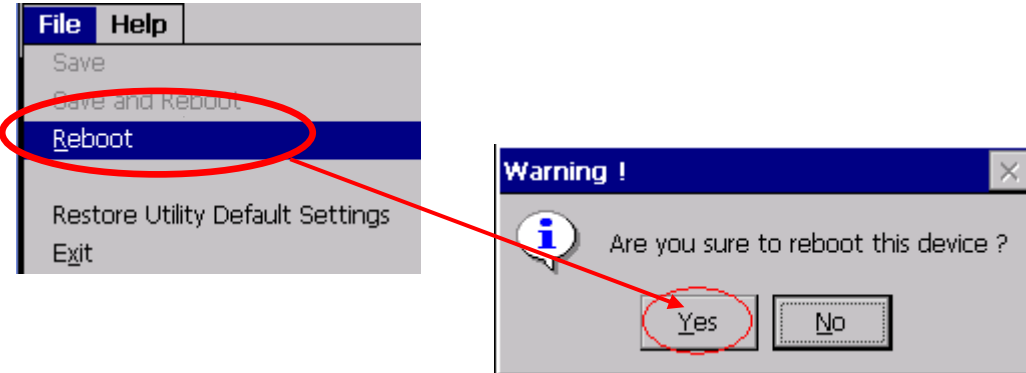 File Help
Save
Save and Reboot
Reboot
Restore Utility Default Settings
Exit
Warning !
Are you sure to reboot this device ?
Yes No